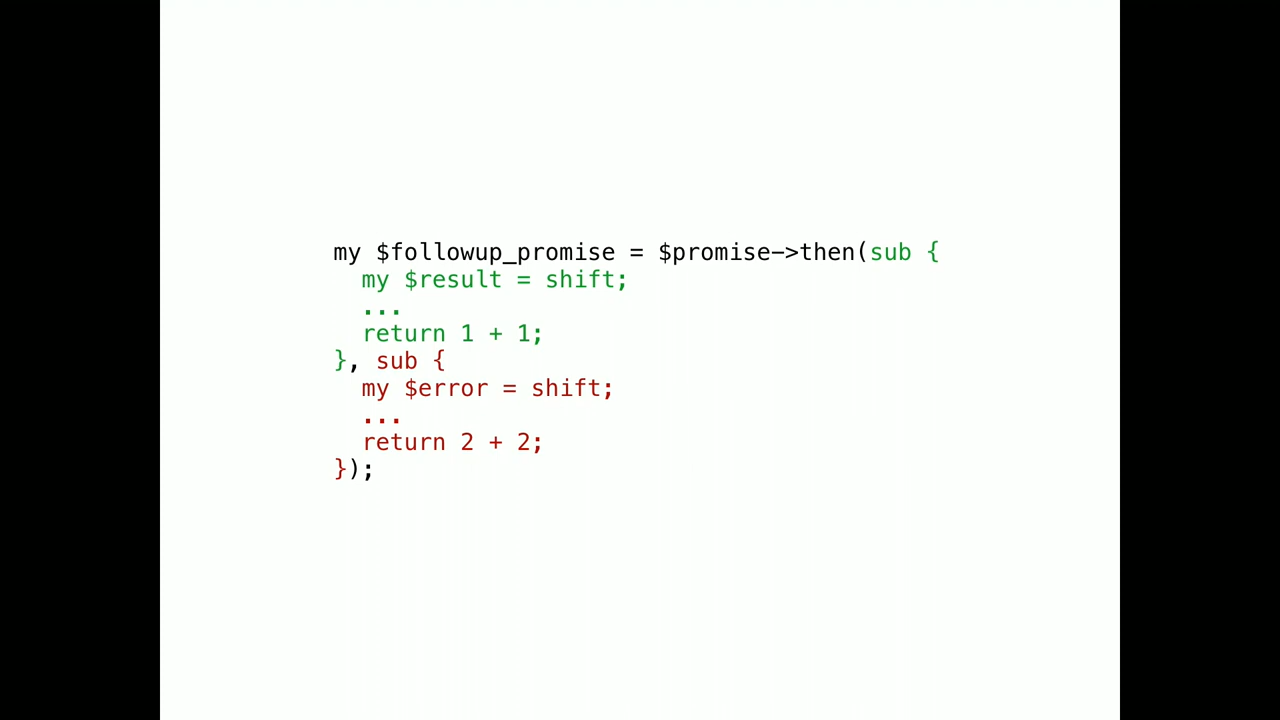 my $followup_promise = $promise->then(sub {
  my $result = shift;
  ...
  return 1 + 1;
}, sub {
  my $error = shift;
  ...
  return 2 + 2;
});